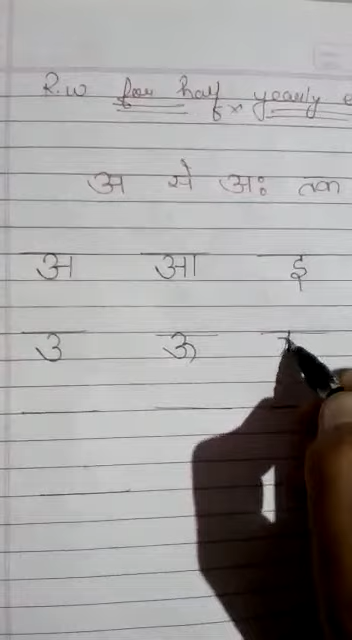 R.W for half yearly
अ से अः तक
अ आ इ
उ ऊ